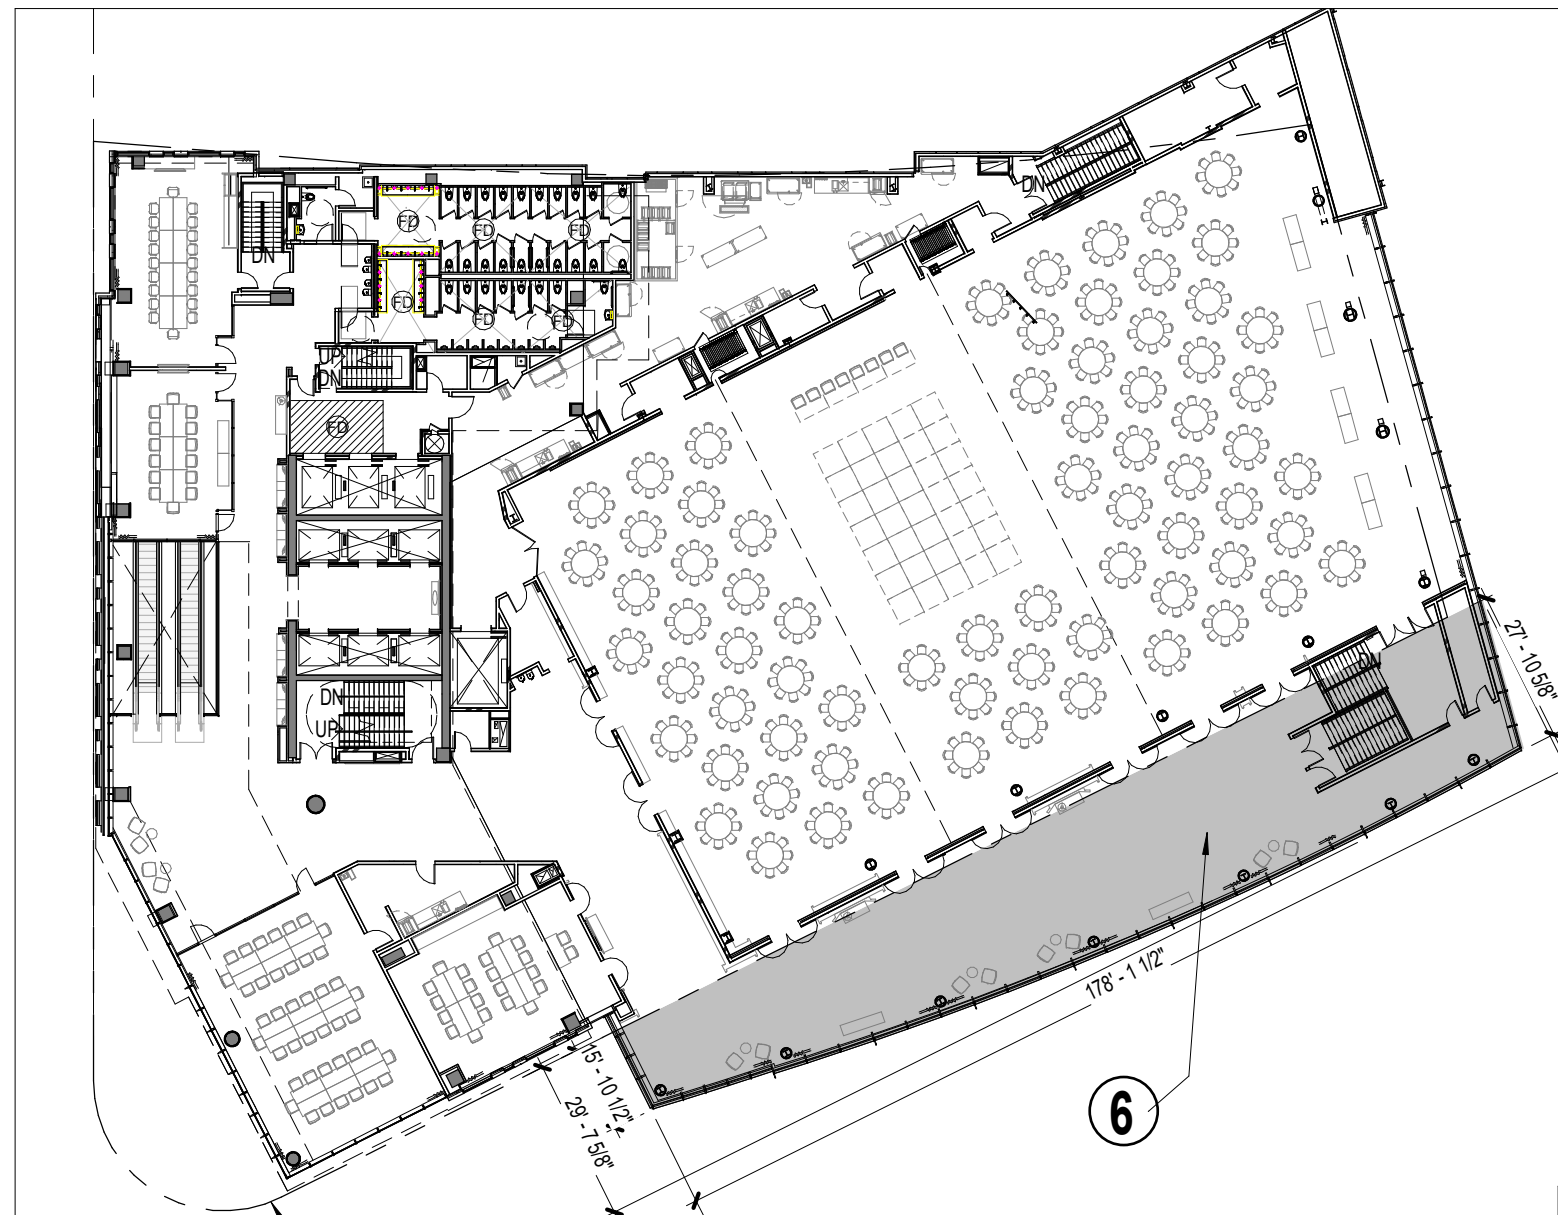 DN
DN
FD
FD
FD
FD
FD
FD
UP
DN
FD
DN
UP
DN
27' - 10 5/8"
178' - 1 1/2"
15' - 10 1/2"
29' - 7 5/8"
6